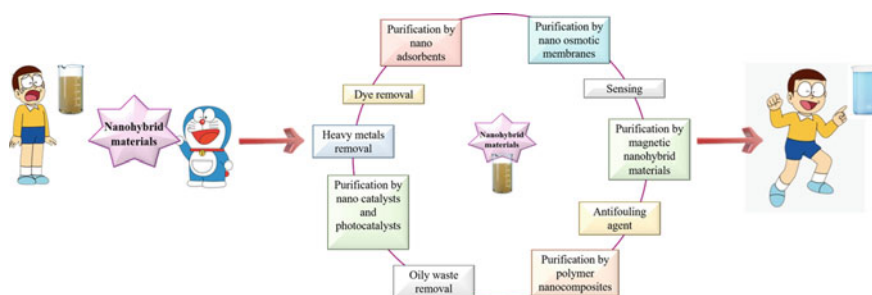 Nanohybrid
materials
Purification by
nano
adsorbents
Dye removal
Heavy metals
removal
Purification by
nano catalysts
and
photocatalysts
Oily waste
removal
Nanohybrid
materials
Purification by
nano osmotic
membranes
Sensing
Purification by
magnetic
nanohybrid
materials
Antifouling
agent
Purification by
polymer
nanocomposites